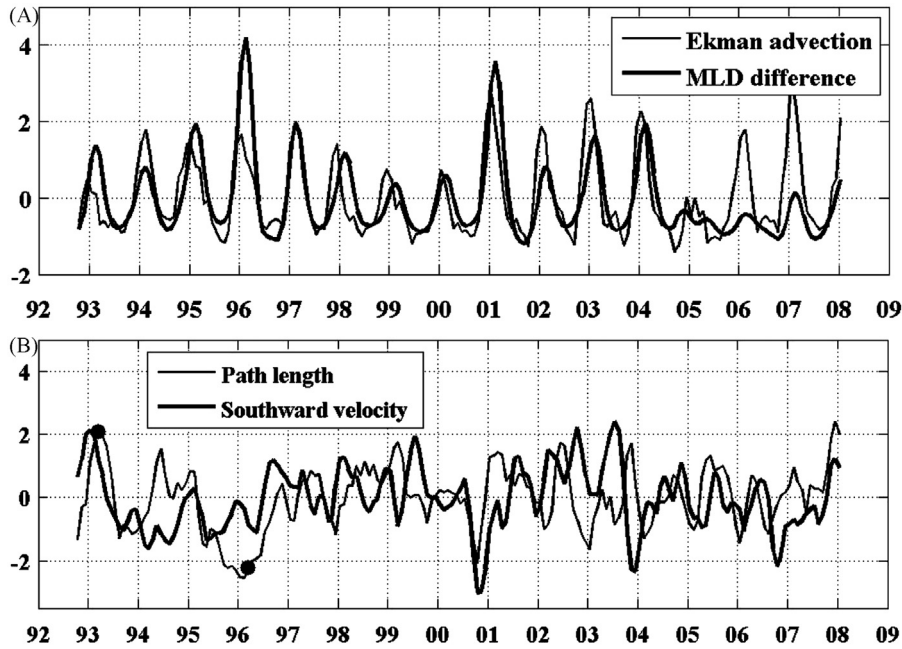 (A)
4
2
0
-2
Ekman advection
MLD difference
92 93 94 95 96 97 98 99 00 01 02 03 04 05 06 07 08 09
(B)
4
2
0
-2
Path length
Southward velocity
92 93 94 95 96 97 98 99 00 01 02 03 04 05 06 07 08 09